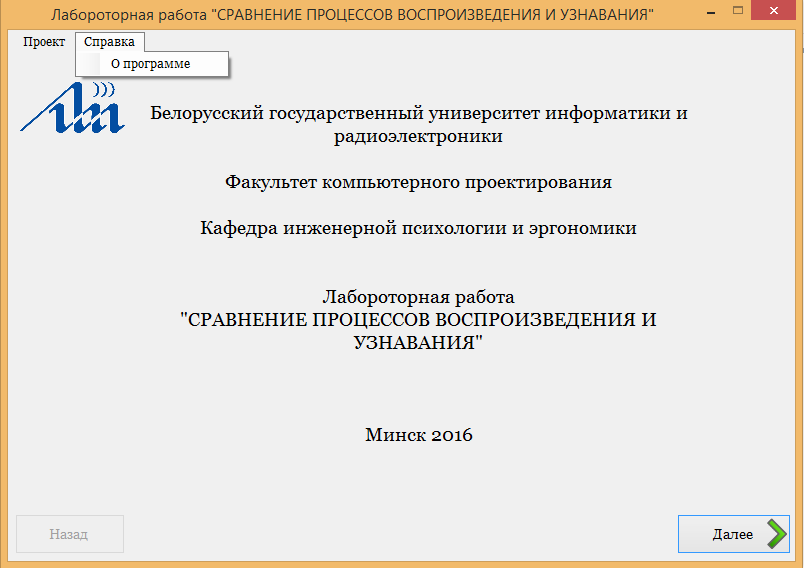 Лабороторная работа "СРАВНЕНИЕ ПРОЦЕССОВ ВОСПРОИЗВЕДЕНИЯ И УЗНАВАНИЯ"
Проект Справка
О программе
Белорусский государственный университет информатики и
радиоэлектроники
Факультет компьютерного проектирования
Кафедра инженерной психологии и эргономики
Лабороторная работа
"СРАВНЕНИЕ ПРОЦЕССОВ ВОСПРОИЗВЕДЕНИЯ И
УЗНАВАНИЯ"
Минск 2016
Назад Далее